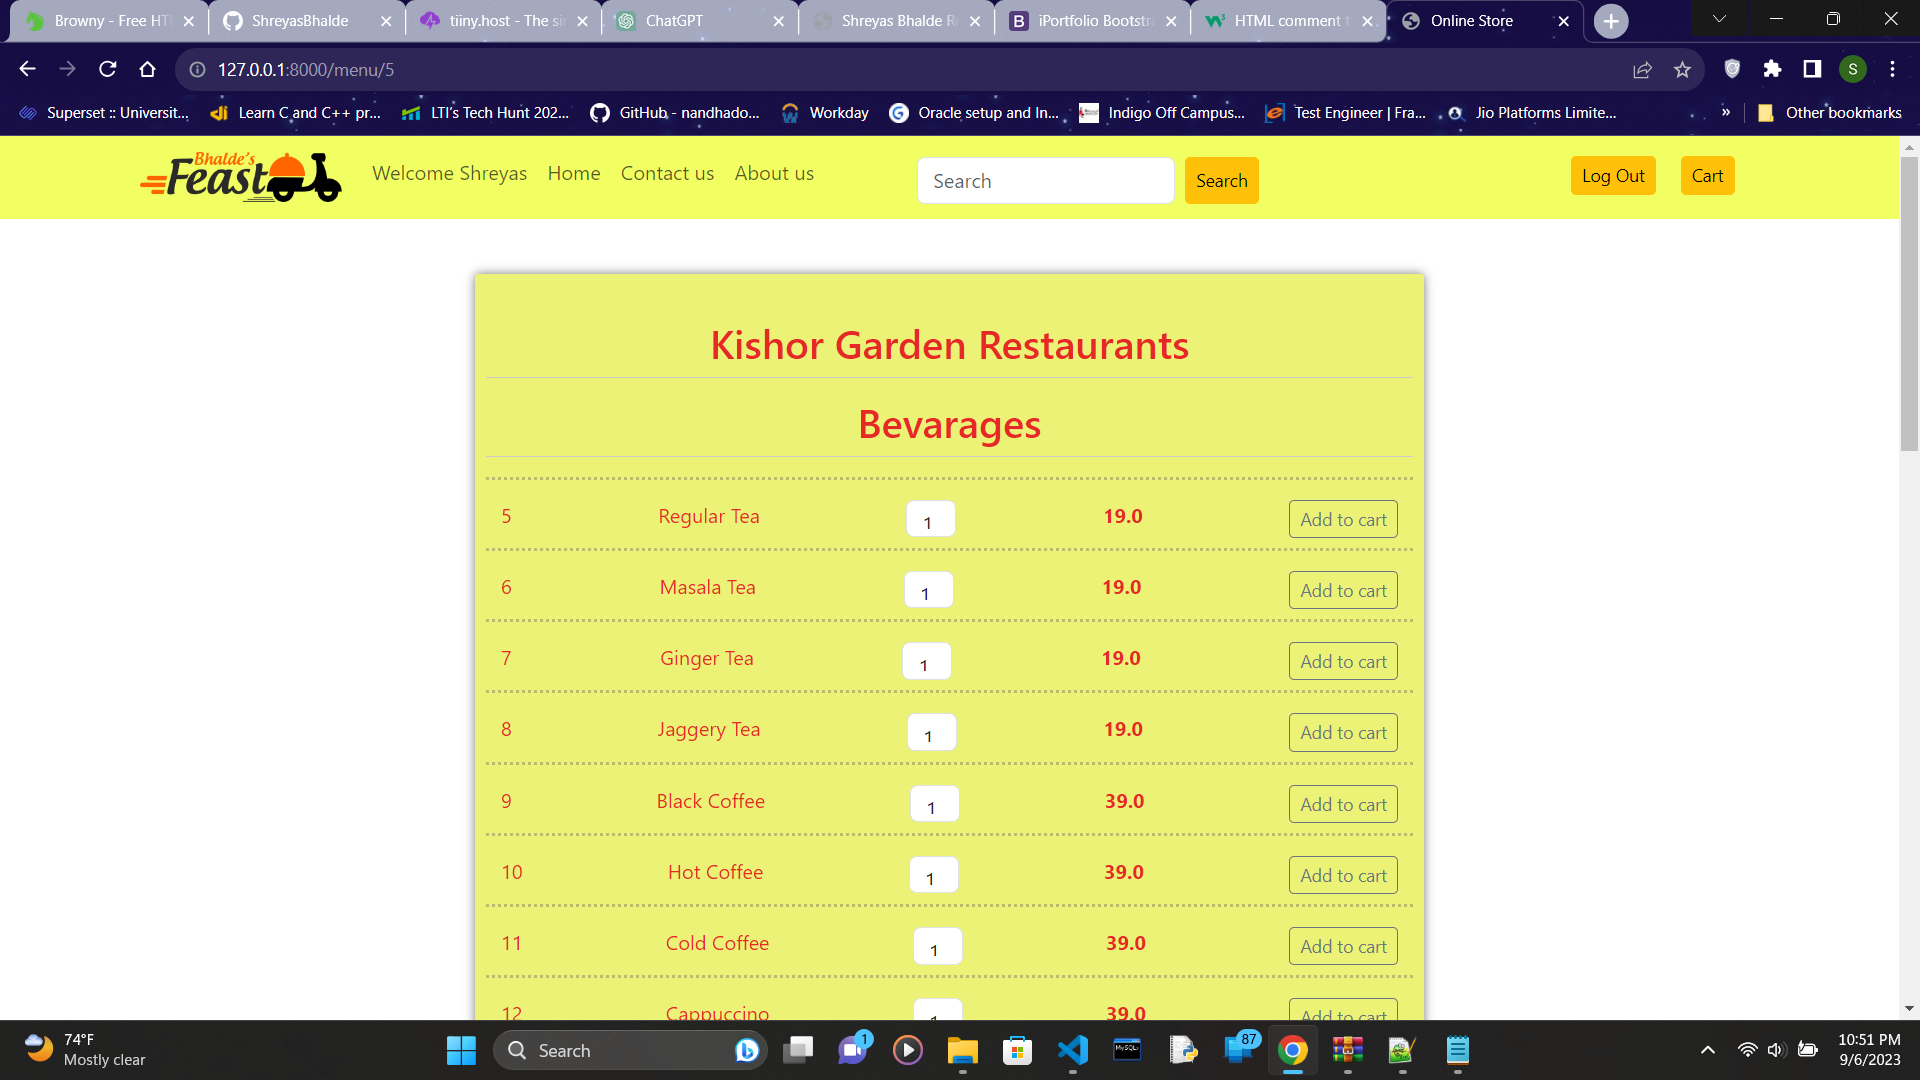 Browny - Free HT
ShreyasBhalde
tiiny.host - The si
ChatGPT
Shreyas Bhalde R
iPortfolio Bootstra
HTML comment t
Online Store
127.0.0.1:8000/menu/5
S
Superset :: Universit...
Learn C and C++ pr...
LTI's Tech Hunt 202...
GitHub - nandhado...
Workday
Oracle setup and In...
Indigo Off Campus...
Test Engineer | Fra...
Jio Platforms Limite...
»
Other bookmarks
Bhalde's
Feast
Welcome Shreyas
Home
Contact us
About us
Search
Search
Log Out
Cart
Kishor Garden Restaurants
Bevarages
5 Regular Tea 1 19.0 Add to cart
6 Masala Tea 1 19.0 Add to cart
7 Ginger Tea 1 19.0 Add to cart
8 Jaggery Tea 1 19.0 Add to cart
9 Black Coffee 1 39.0 Add to cart
10 Hot Coffee 1 39.0 Add to cart
11 Cold Coffee 1 39.0 Add to cart
12 Cappuccino 1 39.0 Add to cart
74°F
Mostly clear
Search
1
87
10:51 PM
9/6/2023